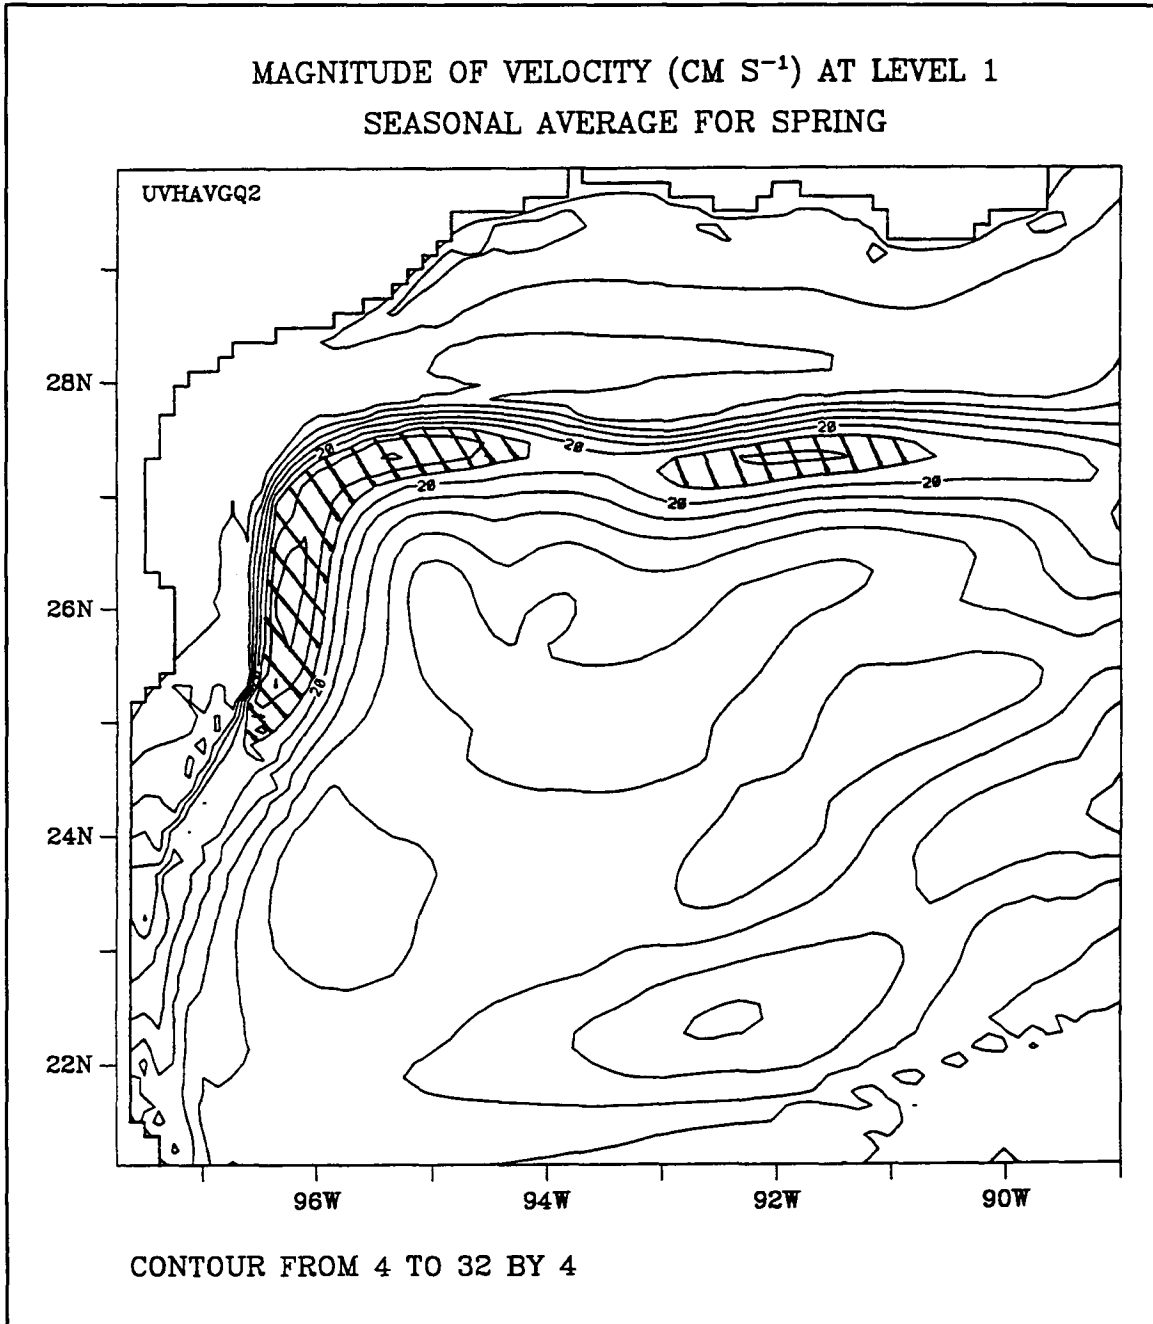 MAGNITUDE OF VELOCITY (CM S⁻¹) AT LEVEL 1
SEASONAL AVERAGE FOR SPRING
UVHAVGQ2
28N
26N
24N
22N
20
20
20
20
20
20
20
96W
94W
92W
90W
CONTOUR FROM 4 TO 32 BY 4